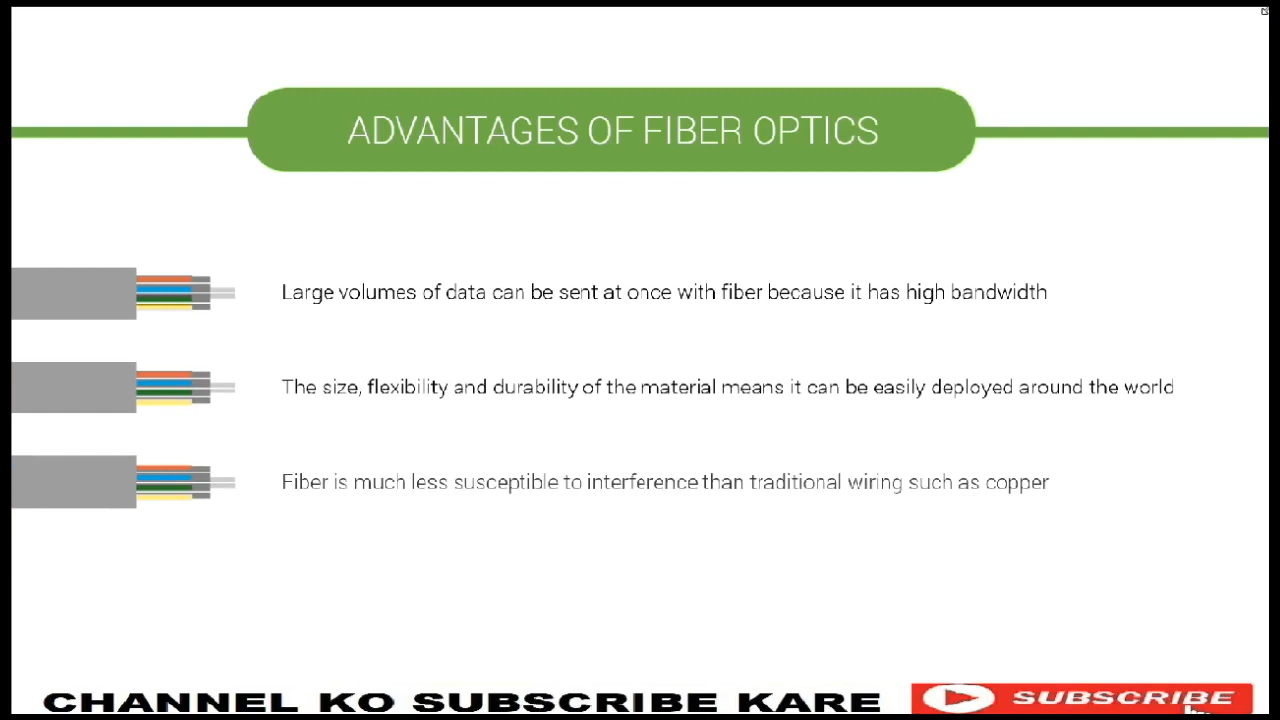 ADVANTAGES OF FIBER OPTICS
Large volumes of data can be sent at once with fiber because it has high bandwidth
The size, flexibility and durability of the material means it can be easily deployed around the world
Fiber is much less susceptible to interference than traditional wiring such as copper
CHANNEL KO SUBSCRIBE KARE
SUBSCRIBE